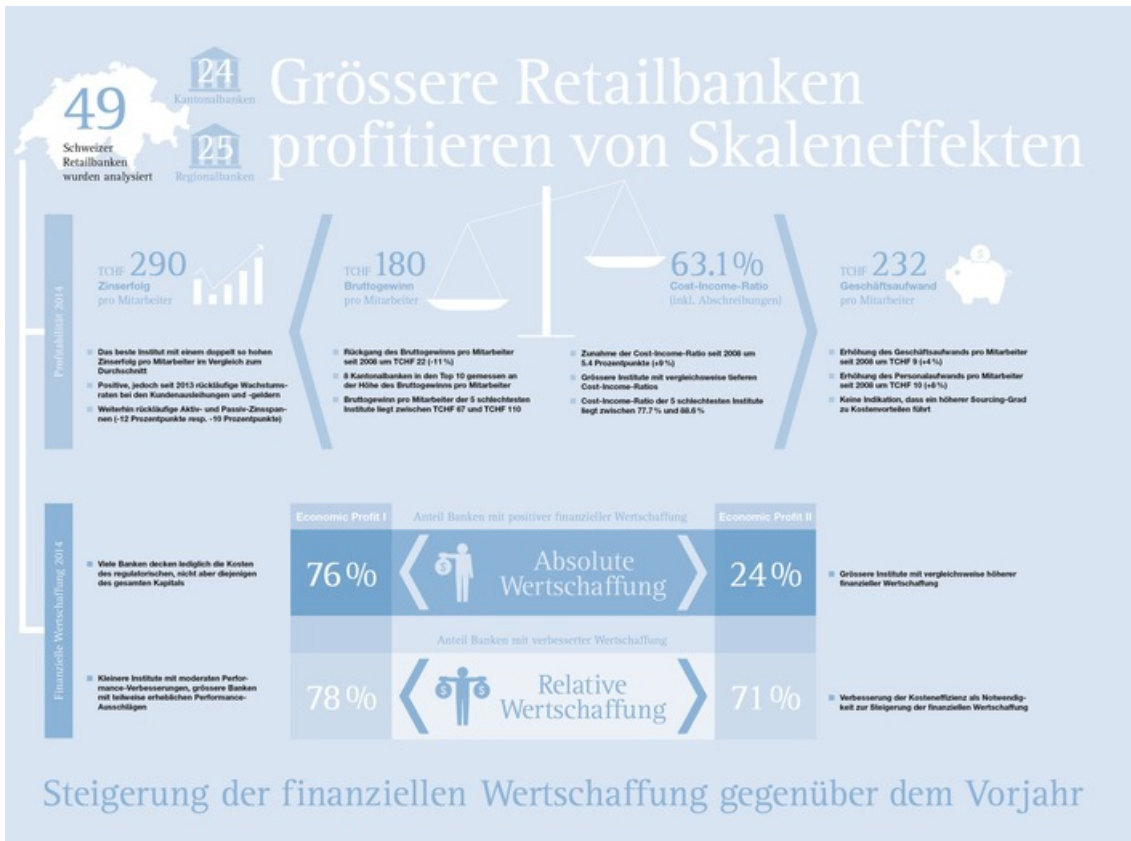 49
Schweizer
Retailbanken
wurden analysiert
24
Kantonalbanken
25
Regionalbanken
Grössere Retailbanken
profitieren von Skaleneffekten
Profitabilität 2014
TCHF 290
Zinserfolg
pro Mitarbeiter
Das beste Institut mit einem doppelt so hohen
Zinserfolg pro Mitarbeiter im Vergleich zum
Durchschnitt
Positive, jedoch seit 2013 rückläufige Wachstums-
raten bei den Kundenausleihungen und -geldern
Weiterhin rückläufige Aktiv- und Passiv-Zinsspan-
nen (-12 Prozentpunkte resp. -10 Prozentpunkte)
TCHF 180
Bruttogewinn
pro Mitarbeiter
Rückgang des Bruttogewinns pro Mitarbeiter
seit 2008 um TCHF 22 (-11%)
8 Kantonalbanken in den Top 10 gemessen an
der Höhe des Bruttogewinns pro Mitarbeiter
Bruttogewinn pro Mitarbeiter der 5 schlechtesten
Institute liegt zwischen TCHF 67 und TCHF 110
63.1%
Cost-Income-Ratio
(inkl. Abschreibungen)
Zunahme der Cost-Income-Ratio seit 2008 um
5.4 Prozentpunkte (+9%)
Grössere Institute mit vergleichsweise tieferen
Cost-Income-Ratios
Cost-Income-Ratio der 5 schlechtesten Institute
liegt zwischen 77.7% und 88.6%
TCHF 232
Geschäftsaufwand
pro Mitarbeiter
Erhöhung des Geschäftsaufwands pro Mitarbeiter
seit 2008 um TCHF 9 (+4%)
Erhöhung des Personalaufwands pro Mitarbeiter
seit 2008 um TCHF 10 (+8%)
Keine Indikation, dass ein höherer Sourcing-Grad
zu Kostenvorteilen führt
Finanzielle Wertschaffung 2014
Economic Profit I
Anteil Banken mit positiver finanzieller Wertschaffung
Economic Profit II
Viele Banken decken lediglich die Kosten
des regulatorischen, nicht aber diejenigen
des gesamten Kapitals
76%
$
Absolute
Wertschaffung
24%
Grössere Institute mit vergleichsweise höherer
finanzieller Wertschaffung
Anteil Banken mit verbesserter Wertschaffung
Kleinere Institute mit moderaten Perfor-
mance-Verbesserungen, grössere Banken
mit teilweise erheblichen Performance-
Ausschlägen
78%
$ $
Relative
Wertschaffung
71%
Verbesserung der Kosteneffizienz als Notwendig-
keit zur Steigerung der finanziellen Wertschaffung
Steigerung der finanziellen Wertschaffung gegenüber dem Vorjahr